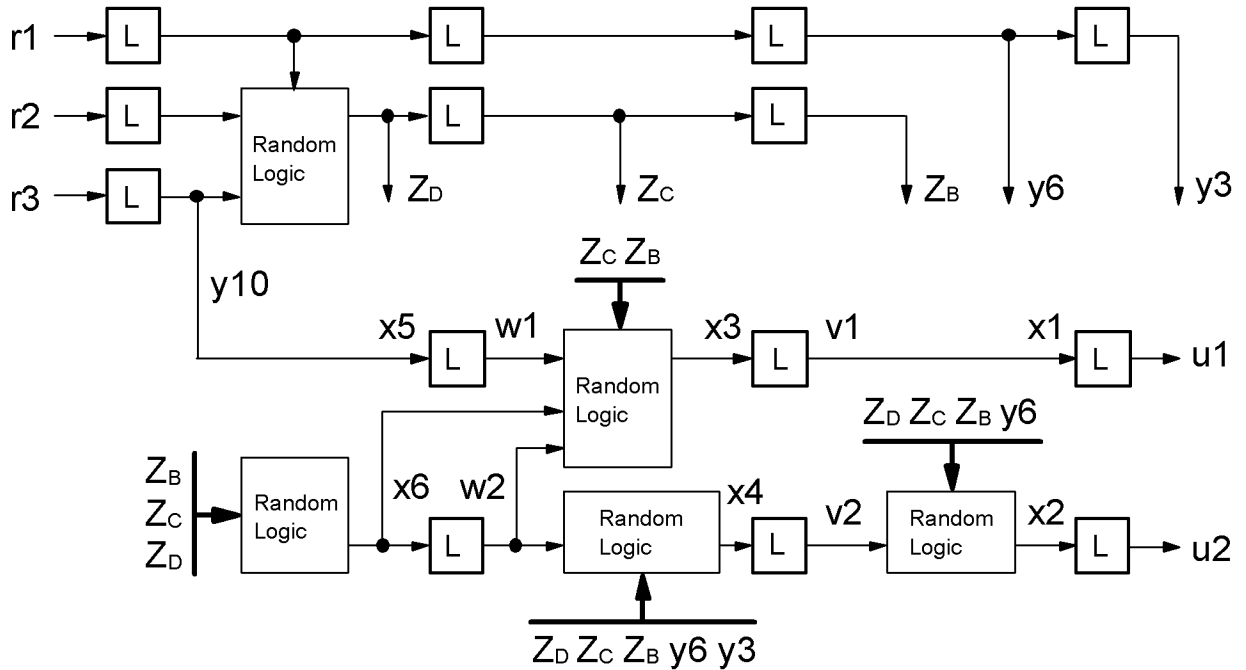 r1 L L L L
r2 L Random Logic L L
r3 L
ZD ZC ZB y6 y3
y10
ZC ZB
x5 L w1 Random Logic x3 L v1 x1 L u1
ZD ZC ZB y6
ZB
ZC
ZD
Random Logic x6 L w2 Random Logic x4 L v2 Random Logic x2 L u2
ZD ZC ZB y6 y3